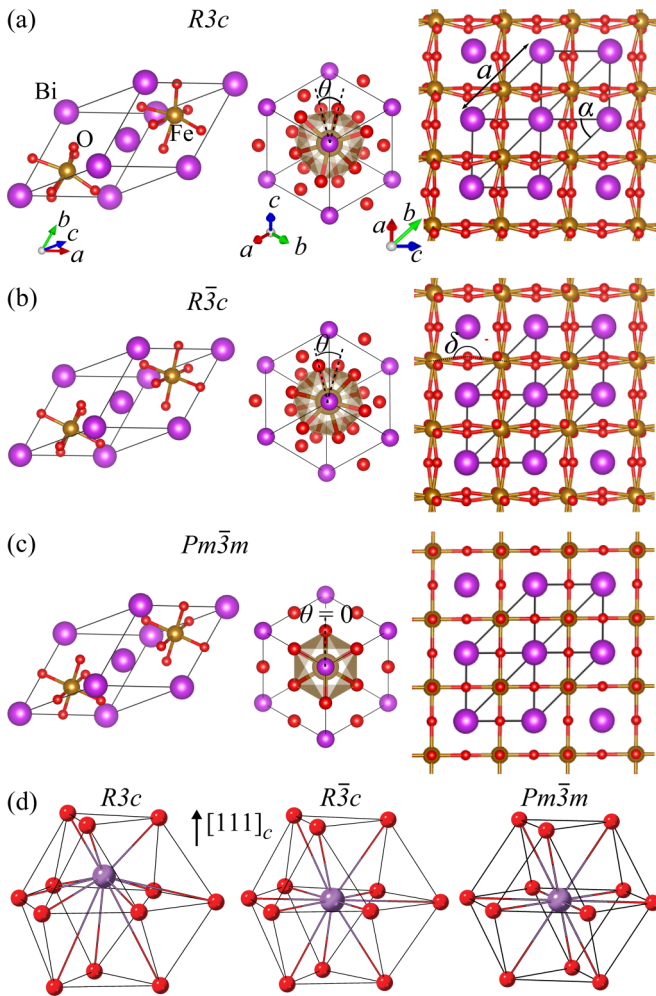 (a)
R3c
Bi
O
Fe
θ
a
α
b
c
a
c
a
b
a
b
c
(b)
R3̄c
θ
δ
(c)
Pm3̄m
θ = 0
(d)
R3c
[111]c
R3̄c
Pm3̄m